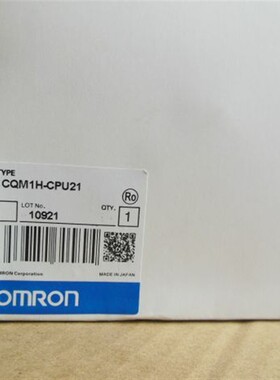 TYPE
CQM1H-CPU21
Ro
LOT No. QTY.
10921 1
OMRON Corporation MADE IN JAPAN
OMRON